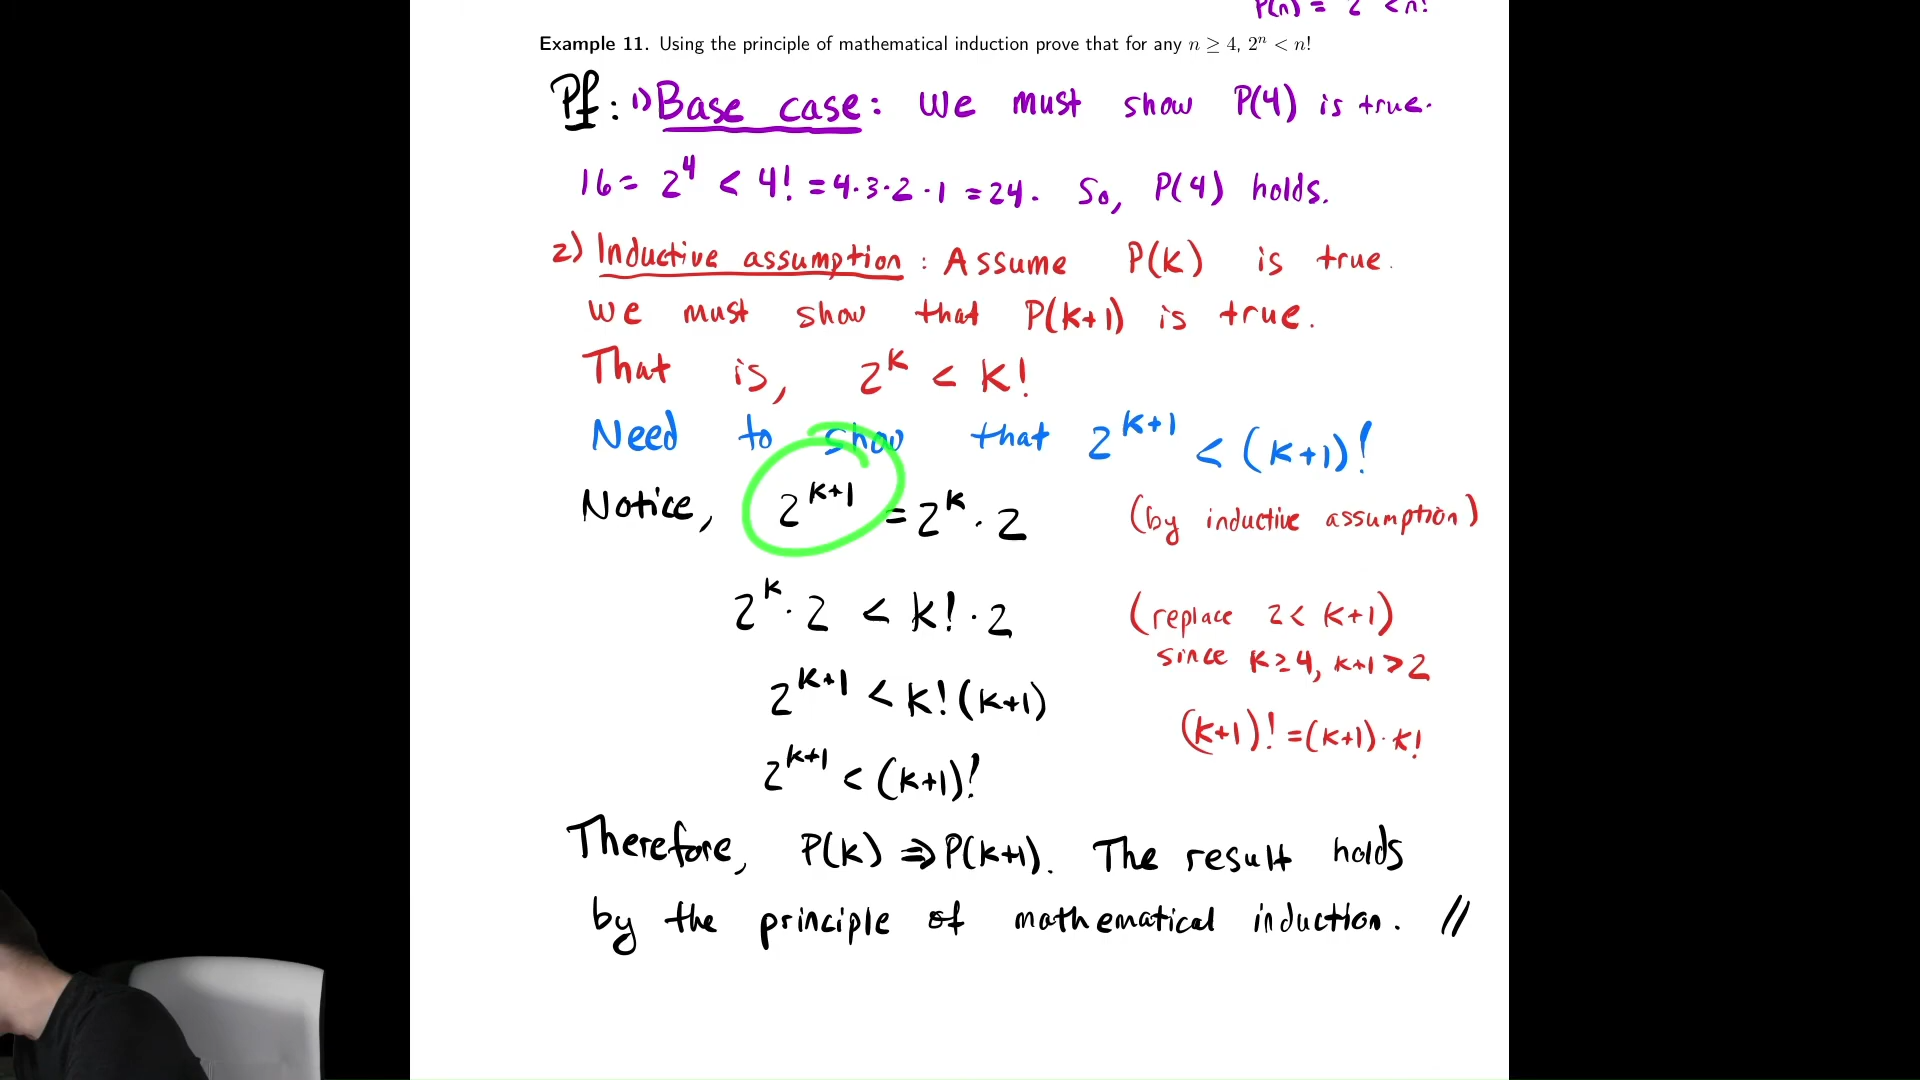 P(n) = 2 < n!
Example 11. Using the principle of mathematical induction prove that for any n ≥ 4, 2ⁿ < n!
Pf: 1) Base case: We must show P(4) is true.
16 = 2⁴ < 4! = 4·3·2·1 = 24. So, P(4) holds.
2) Inductive assumption: Assume P(k) is true.
We must show that P(k+1) is true.
That is, 2ᵏ < k!
Need to show that 2ᵏ⁺¹ < (k+1)!
Notice, 2ᵏ⁺¹ = 2ᵏ · 2 (by inductive assumption)
2ᵏ · 2 < k! · 2 (replace 2 < k+1)
since k ≥ 4, k+1 > 2
2ᵏ⁺¹ < k!(k+1)
(k+1)! = (k+1) · k!
2ᵏ⁺¹ < (k+1)!
Therefore, P(k) ⇒ P(k+1). The result holds
by the principle of mathematical induction. //